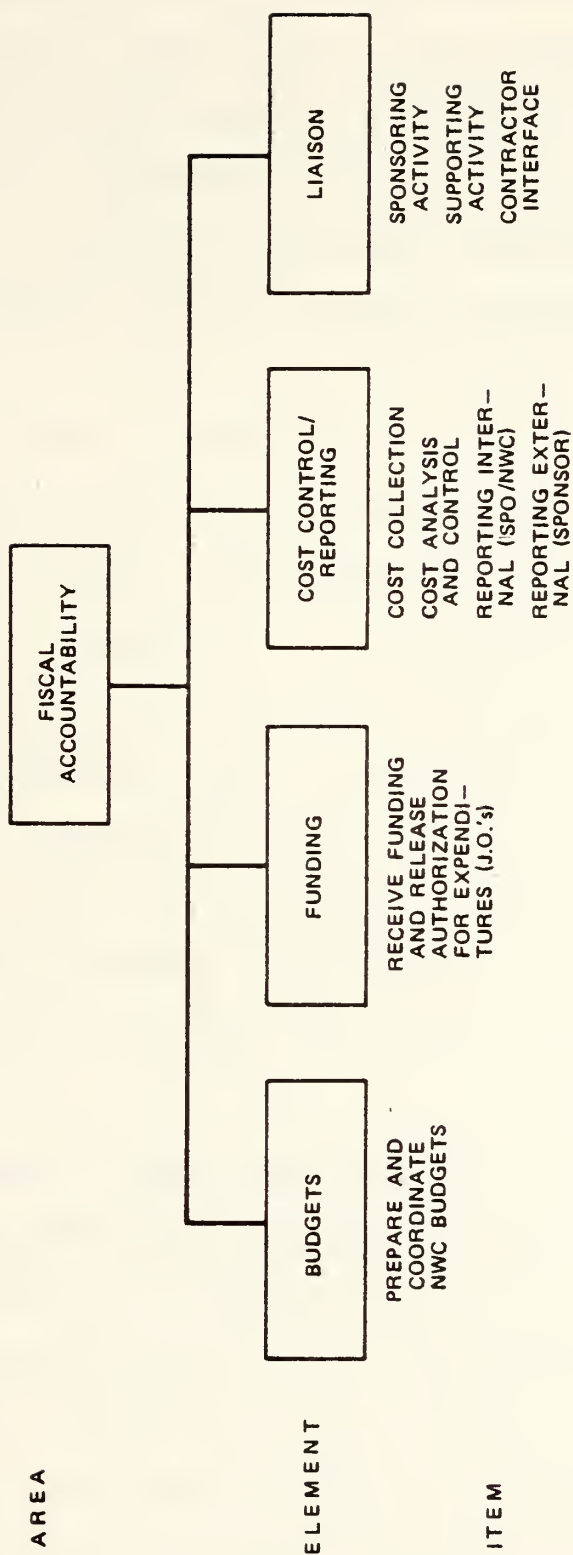 AREA
FISCAL
ACCOUNTABILITY
ELEMENT
BUDGETS
FUNDING
COST CONTROL/
REPORTING
LIAISON
ITEM
PREPARE AND
COORDINATE
NWC BUDGETS
RECEIVE FUNDING
AND RELEASE
AUTHORIZATION
FOR EXPENDI–
TURES (J.O.'s)
COST COLLECTION
COST ANALYSIS
AND CONTROL
REPORTING INTER–
NAL (SPO/NWC)
REPORTING EXTER–
NAL (SPONSOR)
SPONSORING
ACTIVITY
SUPPORTING
ACTIVITY
CONTRACTOR
INTERFACE